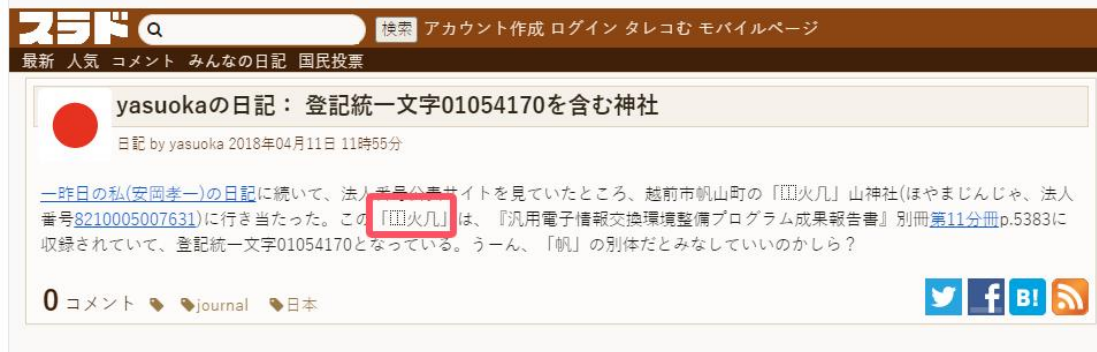 スラド 検索 アカウント作成 ログイン タレコむ モバイルページ
最新 人気 コメント みんなの日記 国民投票
yasuokaの日記： 登記統一文字01054170を含む神社
日記 by yasuoka 2018年04月11日 11時55分
一昨日の私(安岡孝一)の日記に続いて、法人番号公表サイトを見ていたところ、越前市帆山町の「⿰火几」山神社(ほやまじんじゃ、法人
番号8210005007631)に行き当たった。この「⿰火几」は、『汎用電子情報交換環境整備プログラム成果報告書』別冊第11分冊p.5383に
収録されていて、登記統一文字01054170となっている。うーん、「帆」の別体だとみなしていいのかしら？
0 コメント journal 日本
f B!